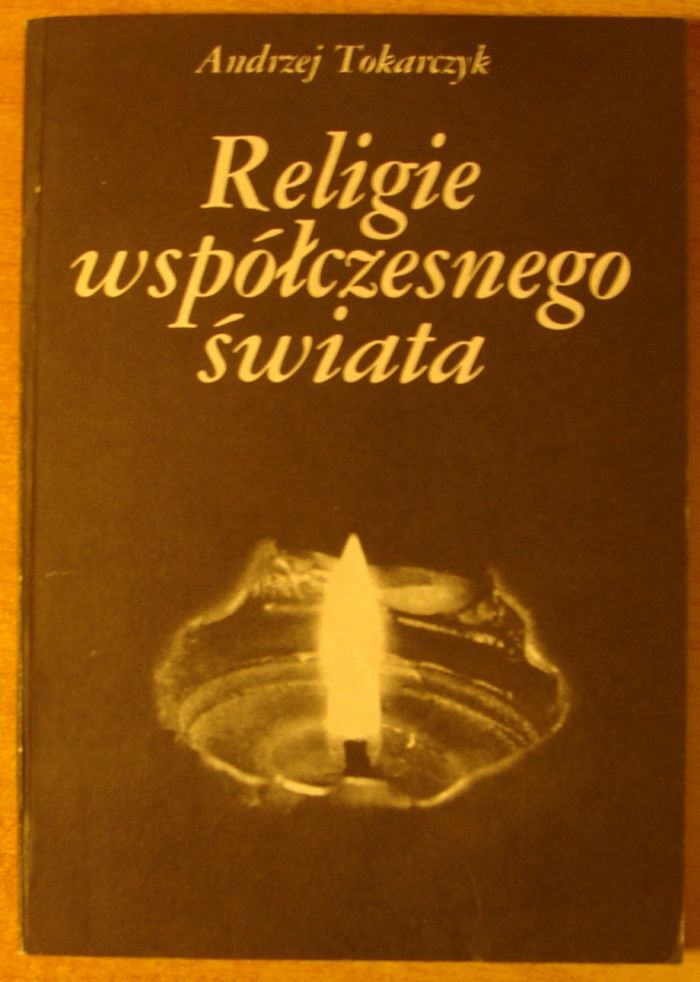 Andrzej Tokarczyk
Religie
współczesnego
świata